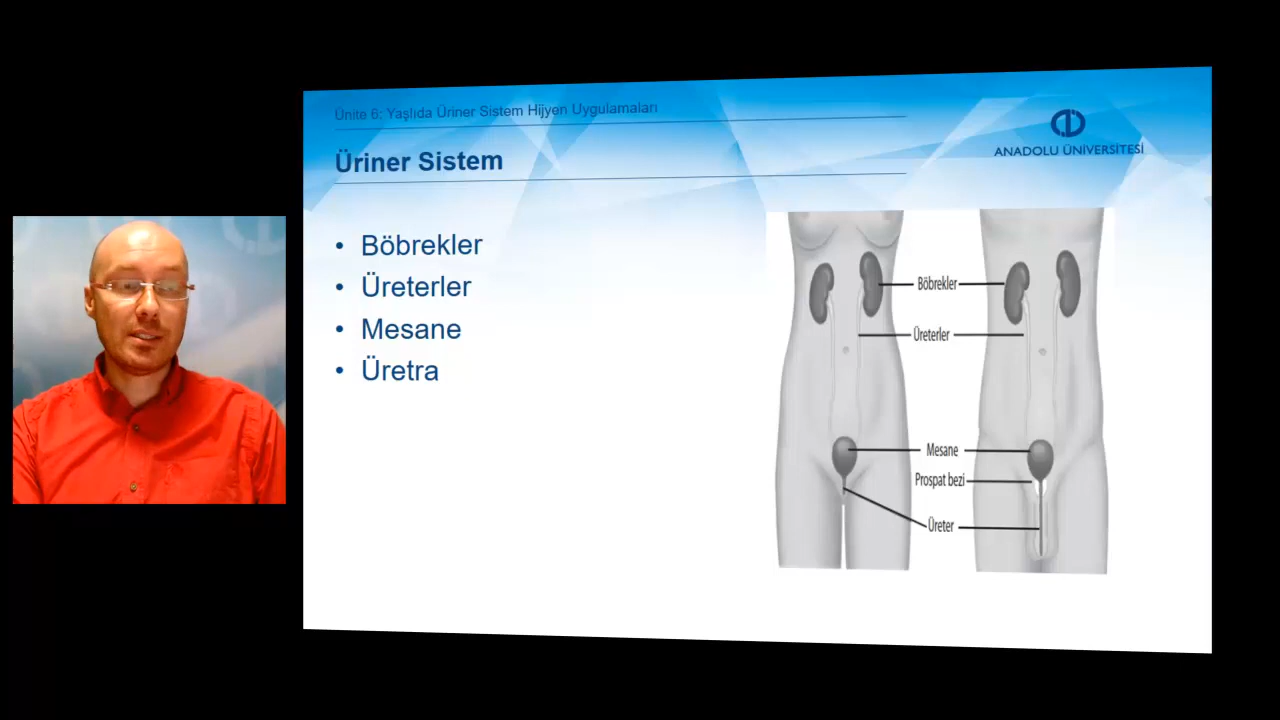 Ünite 6: Yaşlıda Üriner Sistem Hijyen Uygulamaları
ANADOLU ÜNİVERSİTESİ
Üriner Sistem
• Böbrekler
• Üreterler
• Mesane
• Üretra
Böbrekler
Üreterler
Mesane
Prospat bezi
Üreter